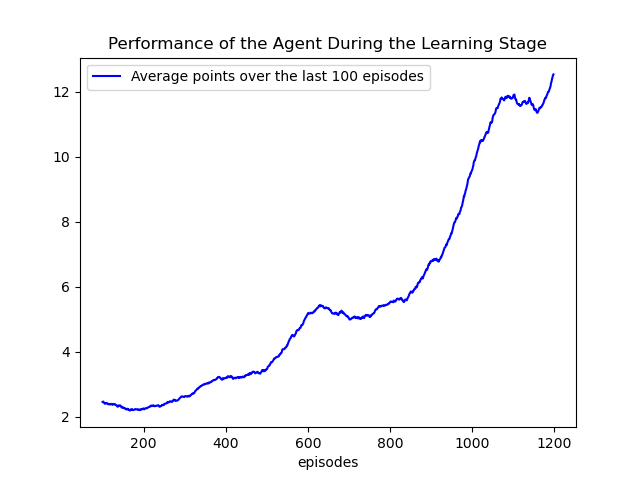 Performance of the Agent During the Learning Stage
Average points over the last 100 episodes
12
10
8
6
4
2
200 400 600 800 1000 1200
episodes